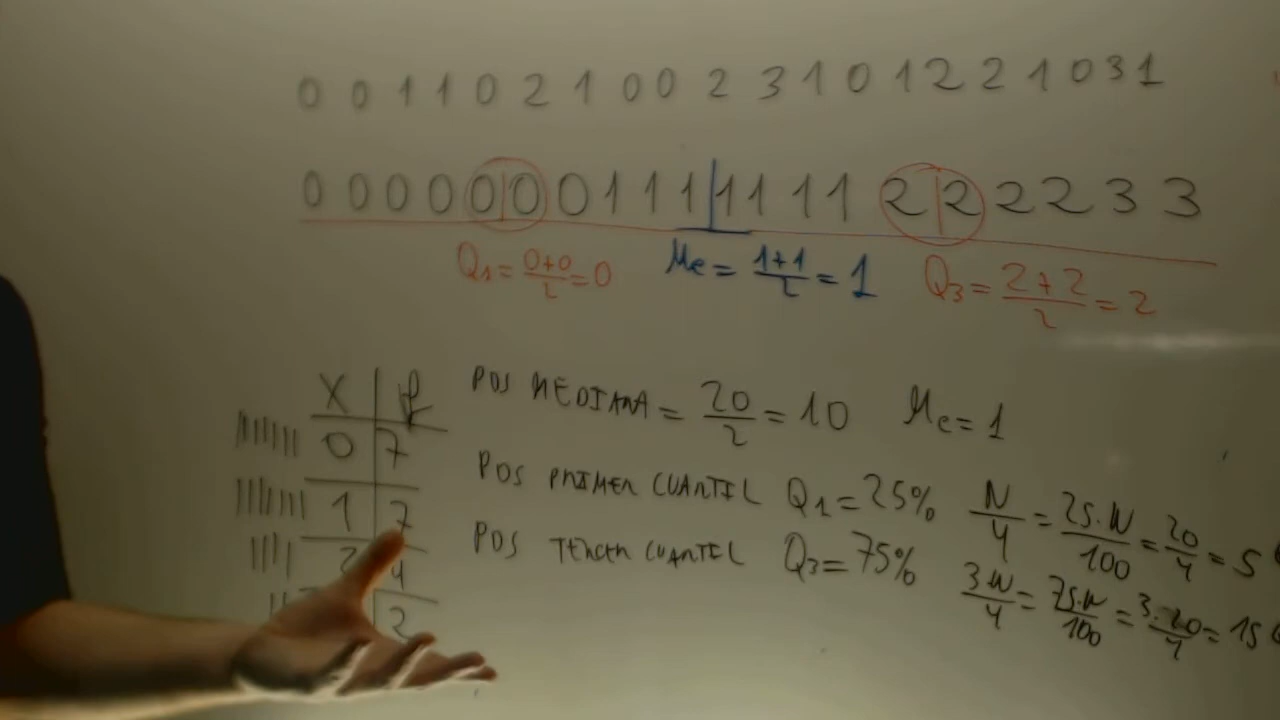 0 0 1 1 0 2 1 0 0 2 3 1 0 1 2 2 1 0 3 1
0 0 0 0 0 0 0 1 1 1 1 1 1 1 2 2 2 2 3 3
Q₁ = (0+0)/2 = 0
Me = (1+1)/2 = 1
Q₃ = (2+2)/2 = 2
X f
0 7
1 7
2 4
2
POS MEDIANA = 20/2 = 10 Me = 1
POS PRIMER CUARTIL Q₁ = 25% N/4 = 25·N/100 = 20/4 = 5
POS TERCER CUARTIL Q₃ = 75% 3·N/4 = 75·N/100 = 3·20/4 = 15